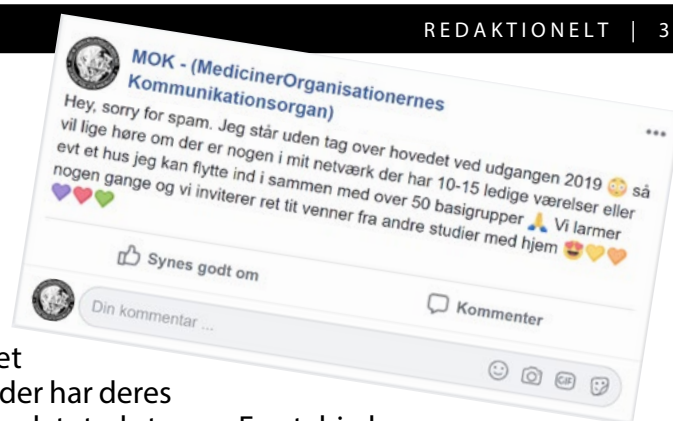 REDAKTIONELT | 3
MOK - (MedicinerOrganisationernes
Kommunikationsorgan)
Hey, sorry for spam. Jeg står uden tag over hovedet ved udgangen 2019 😳 så
vil lige høre om der er nogen i mit netværk der har 10-15 ledige værelser eller
evt et hus jeg kan flytte ind i sammen med over 50 basigrupper 🙏 Vi larmer
nogen gange og vi inviterer ret tit venner fra andre studier med hjem 😍💛🧡
💜❤️💚
Synes godt om
Kommenter
Din kommentar ...
GIF
et
der har deres